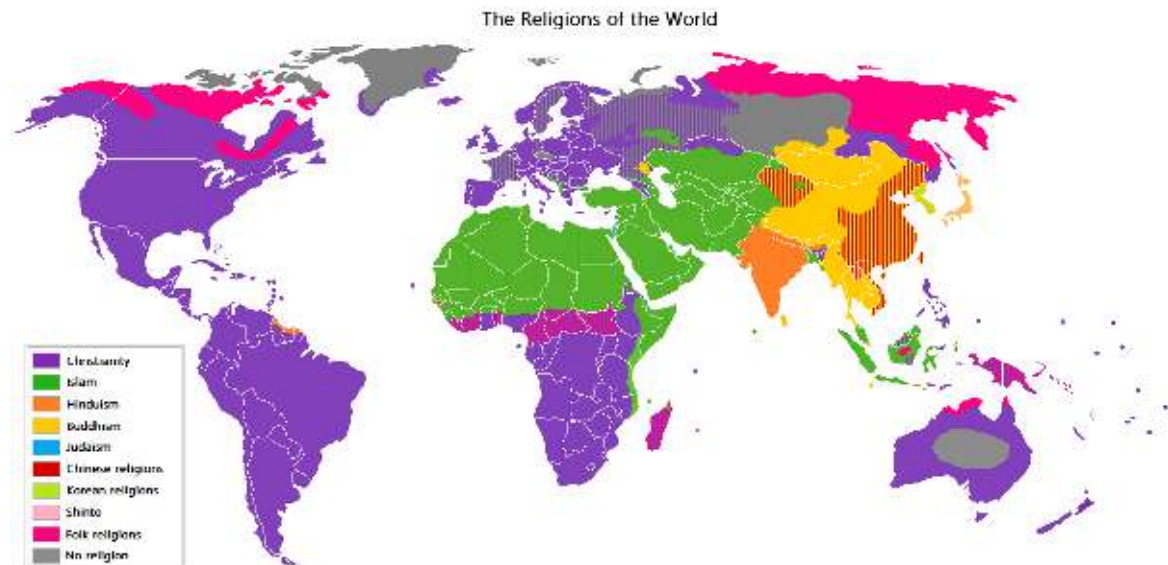 The Religions of the World
Christianity
Islam
Hinduism
Buddhism
Judaism
Chinese religions
Korean religions
Shinto
Folk religions
No religion